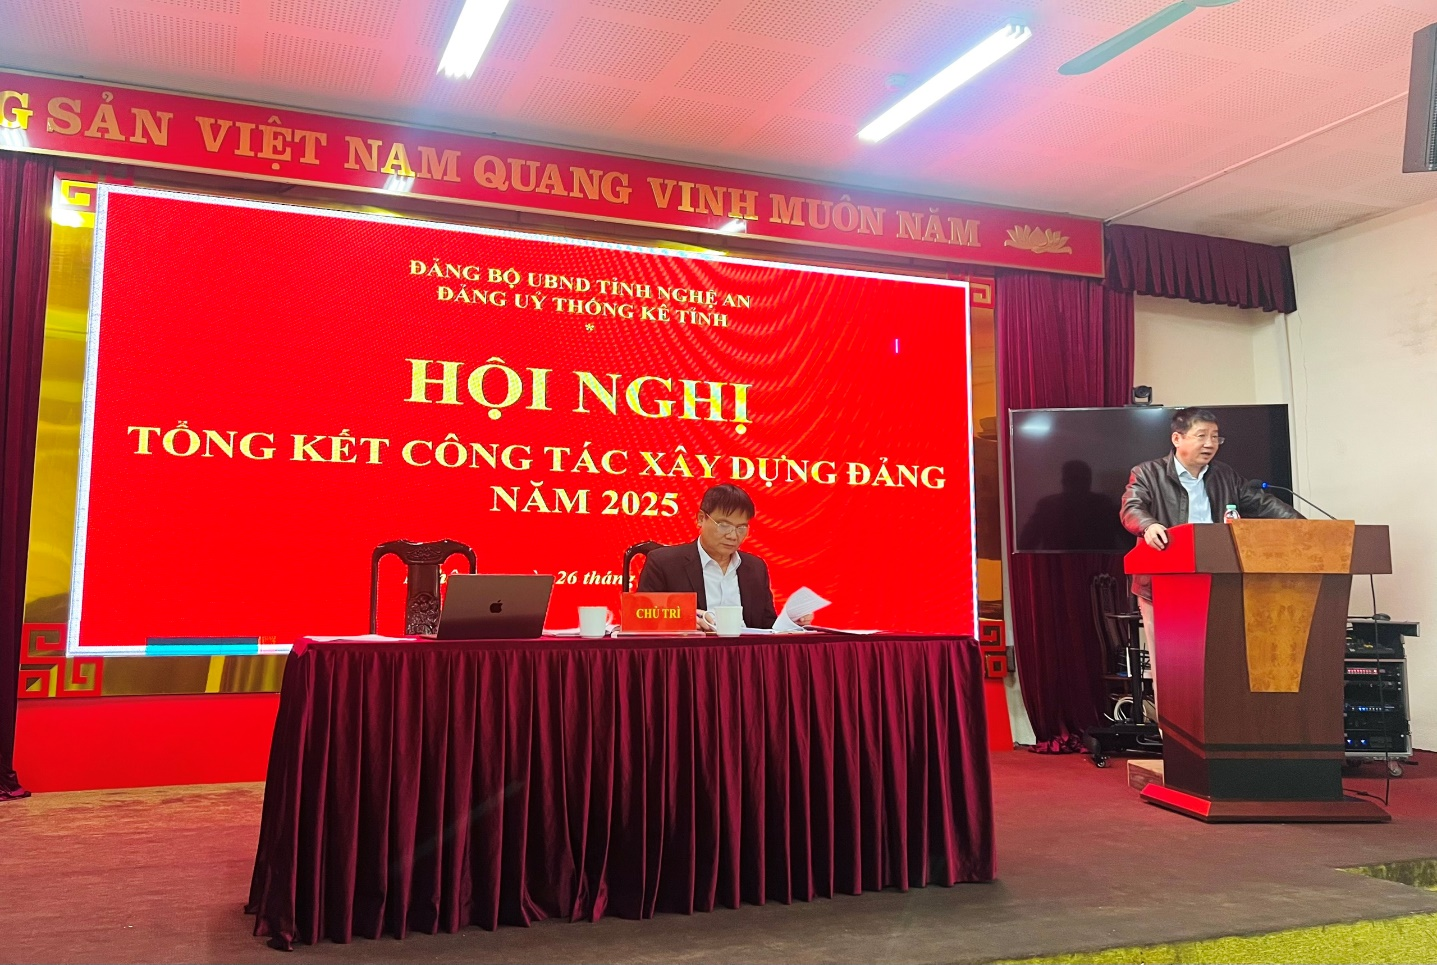 G SẢN VIỆT NAM QUANG VINH MUÔN NĂM
ĐẢNG BỘ UBND TỈNH NGHỆ AN
ĐẢNG UỶ THỐNG KÊ TỈNH
*
HỘI NGHỊ
TỔNG KẾT CÔNG TÁC XÂY DỰNG ĐẢNG
NĂM 2025
26 tháng
CHỦ TRÌ